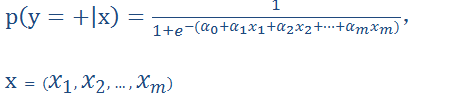 p(y = +|x) = 1 / 1+e^−(α₀+α₁x₁+α₂x₂+⋯+αₘxₘ) ,
x = (x₁, x₂, ..., xₘ)